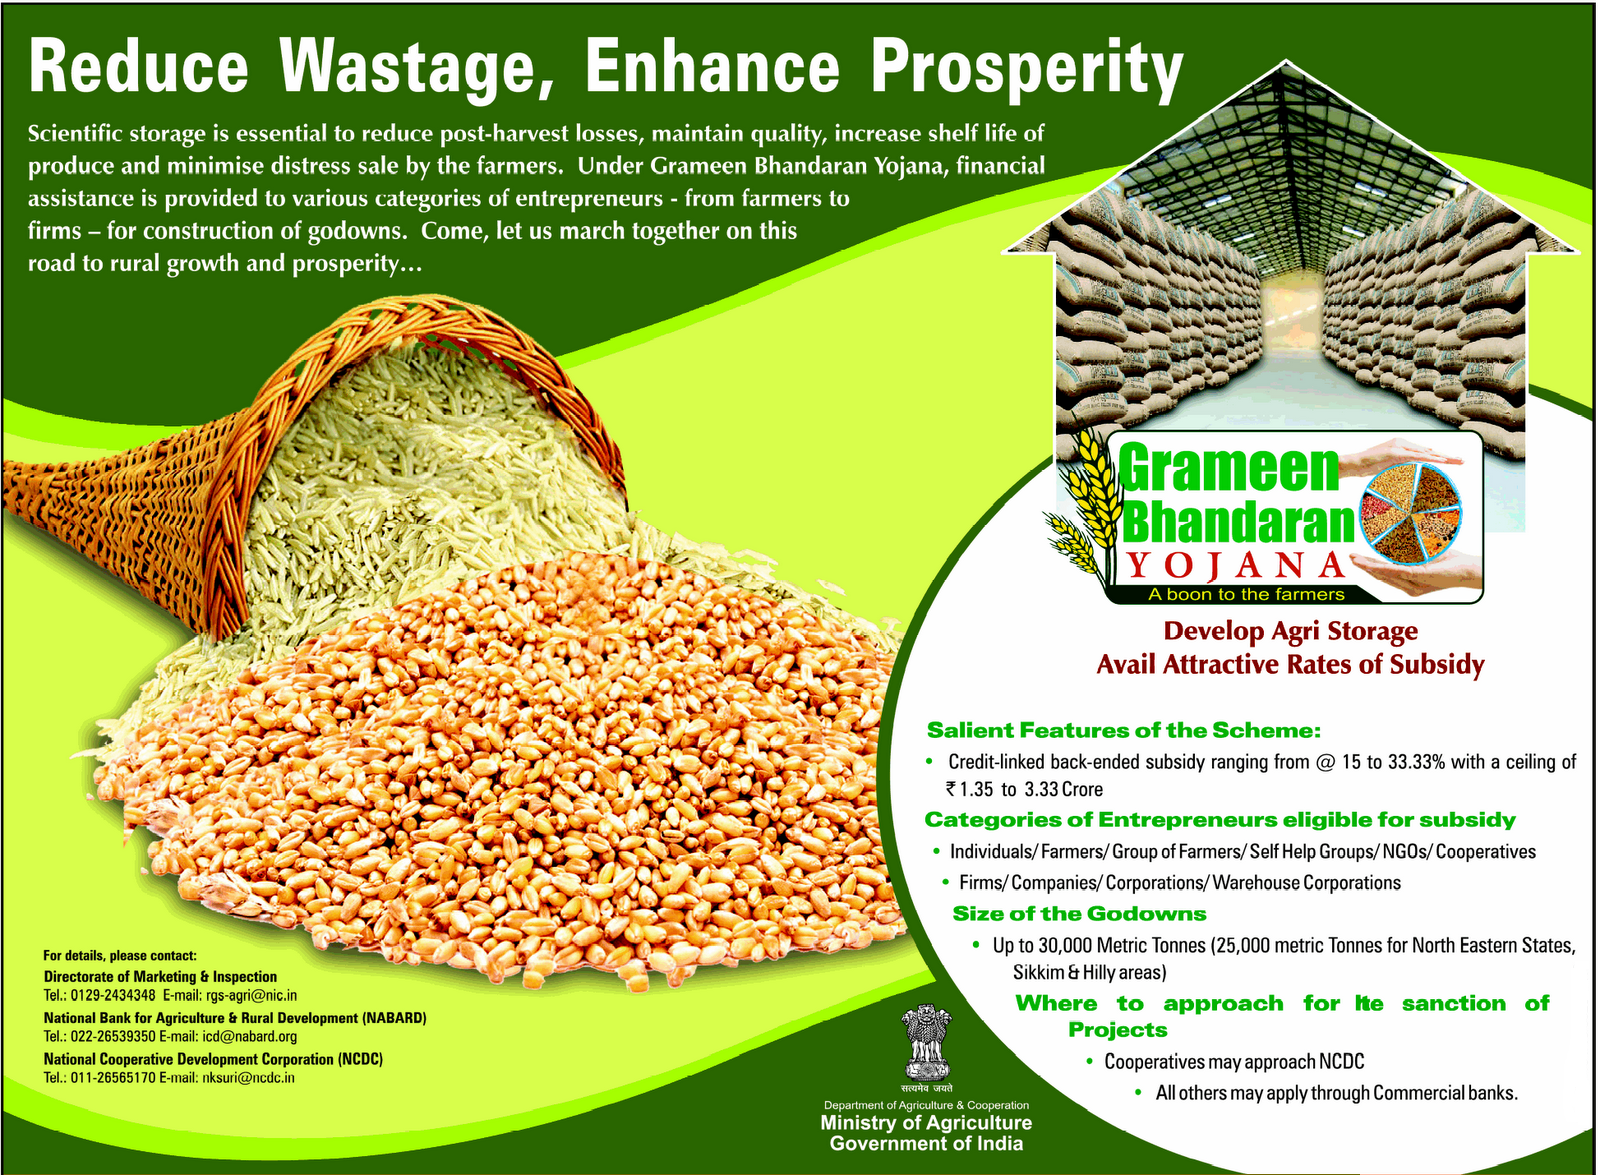 Reduce Wastage, Enhance Prosperity
Scientific storage is essential to reduce post-harvest losses, maintain quality, increase shelf life of
produce and minimise distress sale by the farmers. Under Grameen Bhandaran Yojana, financial
assistance is provided to various categories of entrepreneurs - from farmers to
firms – for construction of godowns. Come, let us march together on this
road to rural growth and prosperity...
Grameen
Bhandaran
YOJANA
A boon to the farmers
Develop Agri Storage
Avail Attractive Rates of Subsidy
Salient Features of the Scheme:
• Credit-linked back-ended subsidy ranging from @ 15 to 33.33% with a ceiling of
₹ 1.35 to 3.33 Crore
Categories of Entrepreneurs eligible for subsidy
• Individuals/ Farmers/ Group of Farmers/ Self Help Groups/ NGOs/ Cooperatives
• Firms/ Companies/ Corporations/ Warehouse Corporations
Size of the Godowns
• Up to 30,000 Metric Tonnes (25,000 metric Tonnes for North Eastern States,
Sikkim & Hilly areas)
Where to approach for hte sanction of
Projects
• Cooperatives may approach NCDC
• All others may apply through Commercial banks.
For details, please contact:
Directorate of Marketing & Inspection
Tel.: 0129-2434348 E-mail: rgs-agri@nic.in
National Bank for Agriculture & Rural Development (NABARD)
Tel.: 022-26539350 E-mail: icd@nabard.org
National Cooperative Development Corporation (NCDC)
Tel.: 011-26565170 E-mail: nksuri@ncdc.in
सत्यमेव जयते
Department of Agriculture & Cooperation
Ministry of Agriculture
Government of India